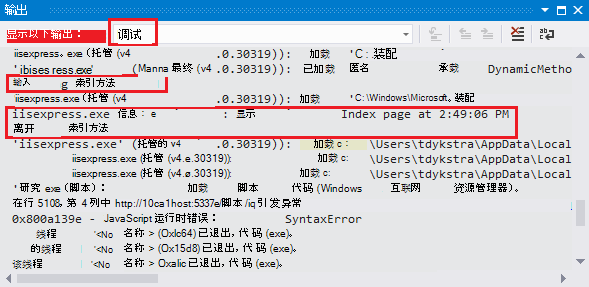 输出
显示以下输出： 调试
iisexpress。exe (托管 (v4 .0.30319)): 加载 'C:装配
'ibises ress.exe' (Manna 最终 (v4 .0.30319)): 已加载 匿名 承载 DynamicMetho
输入 g 索引方法
iisexpress.exe (托管 (v4 .0.30319)): 加载 'C:\Windows\Microsoft。装配
iisexpress.exe 信息：e : 显示 Index page at 2:49:06 PM
离开 索引方法
'iisexpress.exe' (托管的 v4 .0.30319)): 加载 c： \Users\tdykstra\AppData\Local
iisexpress.exe (托管 (v4.e.30319)): 加载 c: \Users\tdykstra\AppData\Local
iisexpress.exe (托管 (v4.ø.30319)): 加载 c: \Users\tdykstra\AppData\Local
'研究 exe (脚本)： 加载 脚本 代码 (Windows 互联网 资源管理器)。
在行 5108，第 4 列中 http://10ca1host:5337e/脚本 /iq 引发异常
0x800a139e - JavaScript 运行时错误： SyntaxError
线程 '<No 名称 > (Oxlc64) 已退出，代码 (exe)。
的线程 '<No 名称 > (0x15d8) 已退出，代码 (exe)。
该线程 '<No 名称 > Oxalic 已退出，代码 (exe)。